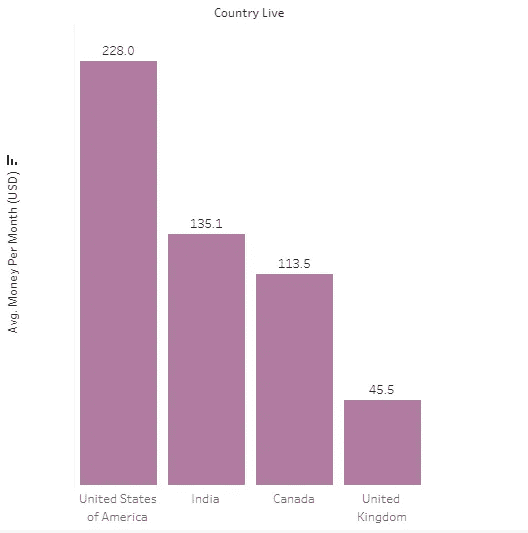 Country Live
Avg. Money Per Month (USD)
228.0
135.1
113.5
45.5
United States
of America
India
Canada
United
Kingdom